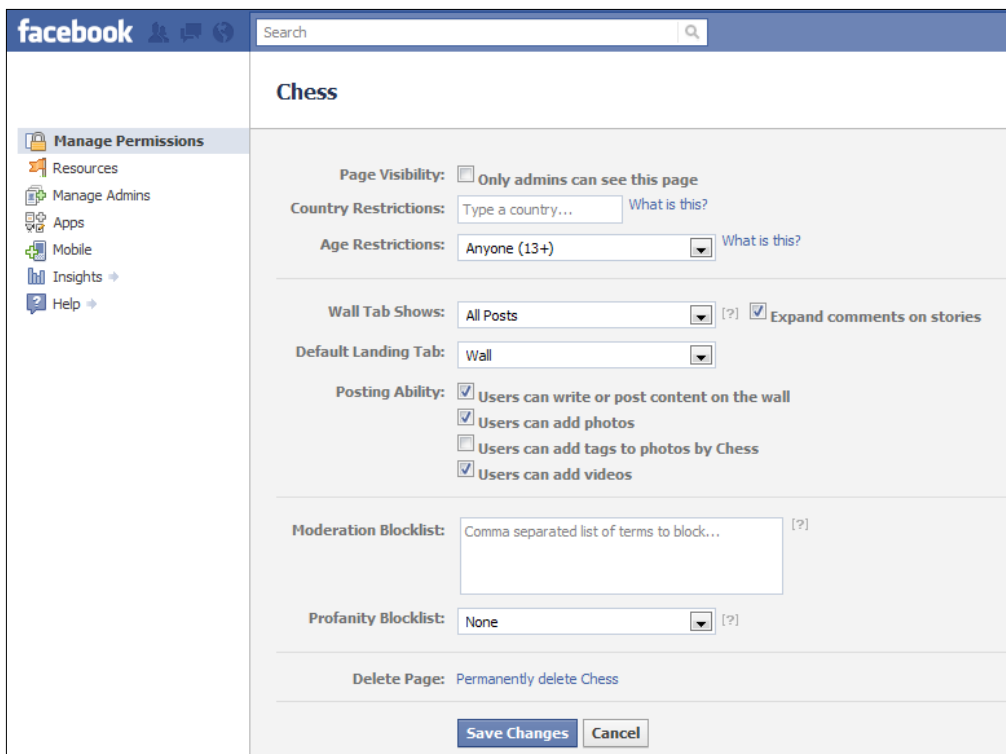 facebook
Search
Chess
Manage Permissions
Resources
Manage Admins
Apps
Mobile
Insights
Help
Page Visibility: Only admins can see this page
Country Restrictions: Type a country... What is this?
Age Restrictions: Anyone (13+) What is this?
Wall Tab Shows: All Posts [?] Expand comments on stories
Default Landing Tab: Wall
Posting Ability: Users can write or post content on the wall
Users can add photos
Users can add tags to photos by Chess
Users can add videos
Moderation Blocklist: Comma separated list of terms to block... [?]
Profanity Blocklist: None [?]
Delete Page: Permanently delete Chess
Save Changes Cancel